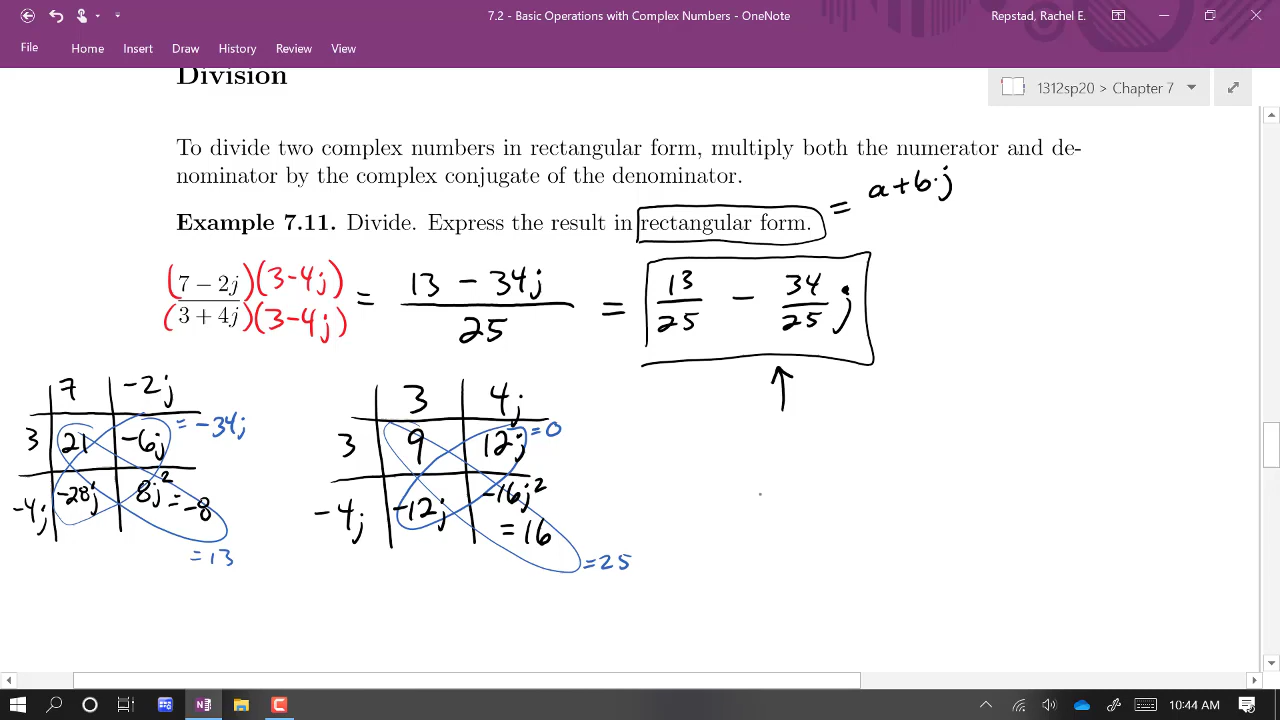 7.2 - Basic Operations with Complex Numbers - OneNote
Repstad, Rachel E.
File Home Insert Draw History Review View
1312sp20 > Chapter 7
Division
To divide two complex numbers in rectangular form, multiply both the numerator and de-
nominator by the complex conjugate of the denominator.
= a+b·j
Example 7.11. Divide. Express the result in rectangular form.
(7 − 2j)(3-4j) / (3 + 4j)(3-4j) = 13 - 34j / 25 = 13/25 - 34/25 j
7 -2j
3 21 -6j = -34j
-4j -28j 8j² = -8
= 13
3 4j
3 9 12j = 0
-4j -12j -16j²
= 16
= 25
10:44 AM